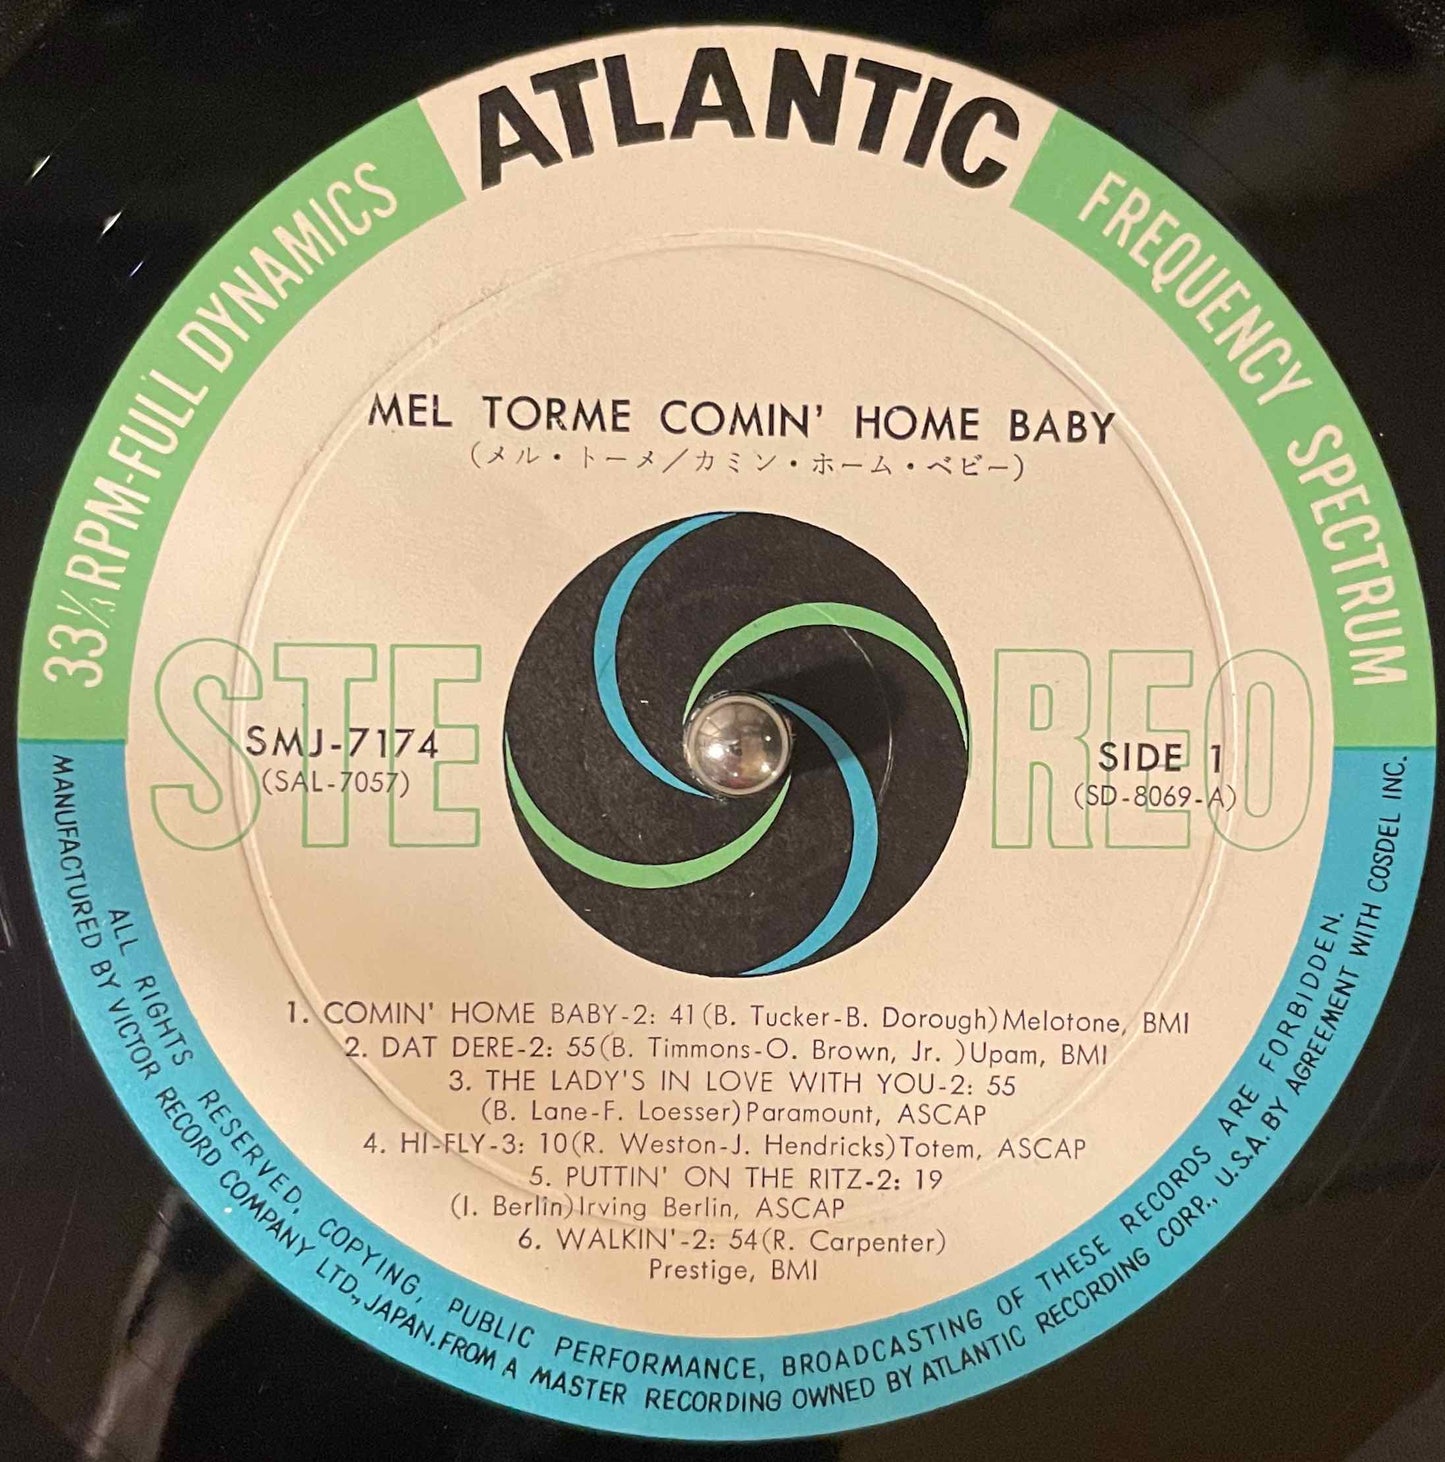 ATLANTIC
33⅓ RPM-FULL DYNAMICS
FREQUENCY SPECTRUM
MEL TORME COMIN' HOME BABY
(メル・トーメ/カミン・ホーム・ベビー)
STEREO
SMJ-7174
(SAL-7057)
SIDE 1
(SD-8069-A)
1. COMIN' HOME BABY-2: 41(B. Tucker-B. Dorough)Melotone, BMI
2. DAT DERE-2: 55(B. Timmons-O. Brown, Jr. )Upam, BMI
3. THE LADY'S IN LOVE WITH YOU-2: 55
(B. Lane-F. Loesser)Paramount, ASCAP
4. HI-FLY-3: 10(R. Weston-J. Hendricks)Totem, ASCAP
5. PUTTIN' ON THE RITZ-2: 19
(I. Berlin)Irving Berlin, ASCAP
6. WALKIN'-2: 54(R. Carpenter)
Prestige, BMI
ALL RIGHTS RESERVED, COPYING, PUBLIC PERFORMANCE, BROADCASTING OF THESE RECORDS ARE FORBIDDEN.
MANUFACTURED BY VICTOR RECORD COMPANY LTD., JAPAN. FROM A MASTER RECORDING OWNED BY ATLANTIC RECORDING CORP., U.S.A. BY AGREEMENT WITH COSDEL INC.